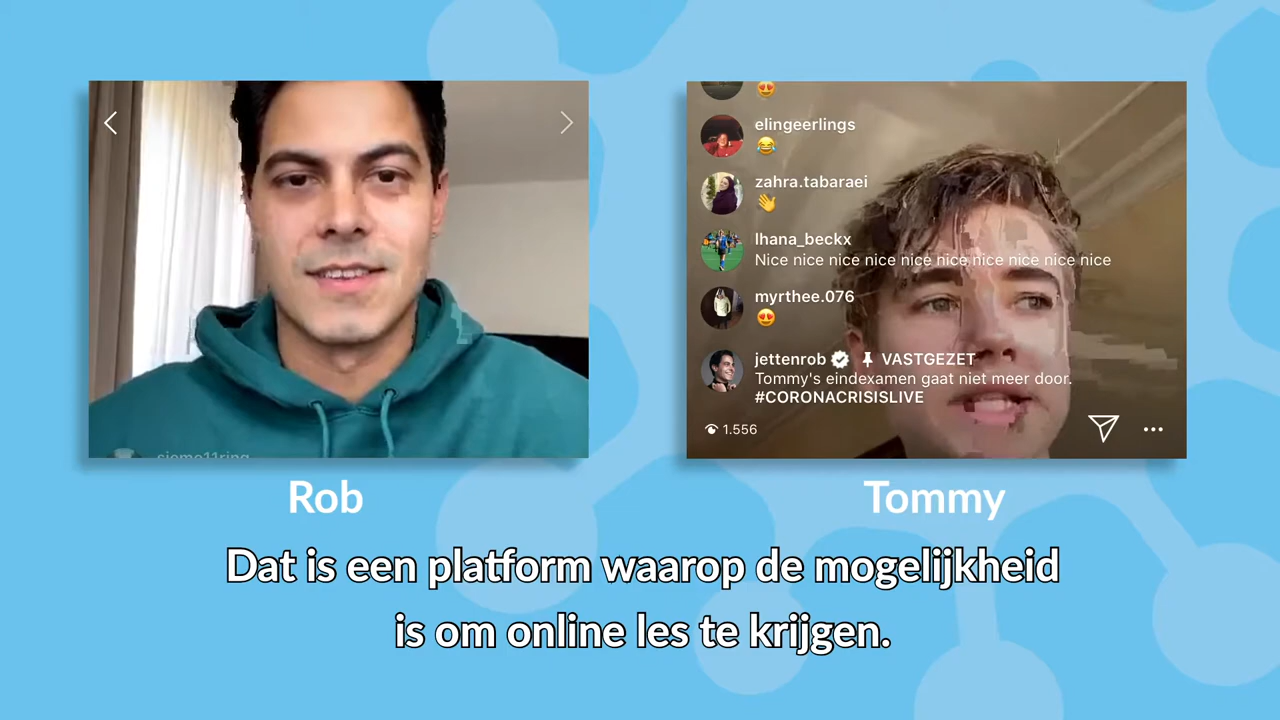 elingeerlings
zahra.tabaraei
lhana_beckx
Nice nice nice nice nice nice nice nice nice nice
myrthee.076
jettenrob VASTGEZET
Tommy's eindexamen gaat niet meer door.
#CORONACRISISLIVE
1.556
Rob
Tommy
Dat is een platform waarop de mogelijkheid
is om online les te krijgen.